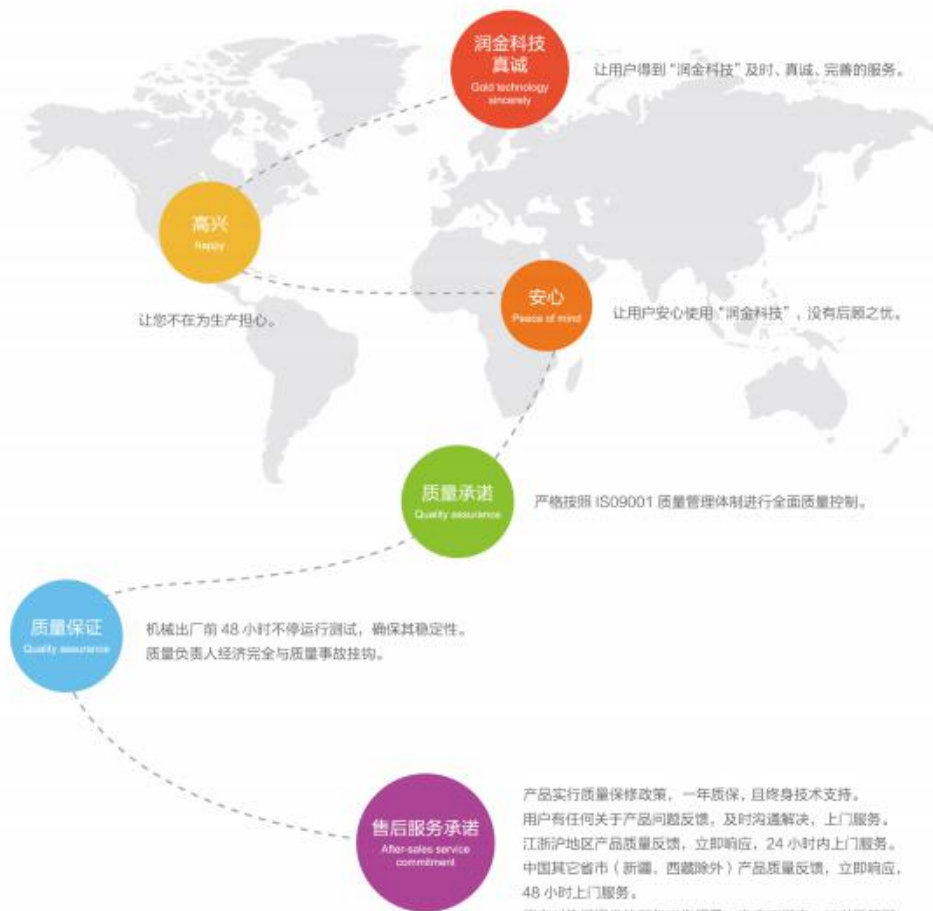 润金科技
真诚
Gold technology
sincerely
让用户得到“润金科技”及时、真诚、完善的服务。
高兴
happy
让您不在为生产担心。
安心
Peace of mind
让用户安心使用“润金科技”，没有后顾之忧。
质量承诺
Quality assurance
严格按照 IS09001 质量管理体制进行全面质量控制。
质量保证
Quality assurance
机械出厂前 48 小时不停运行测试，确保其稳定性。
质量负责人经济完全与质量事故挂钩。
售后服务承诺
After-sales service
commitment
产品实行质量保修政策，一年质保，且终身技术支持。
用户有任何关于产品问题反馈，及时沟通解决，上门服务。
江浙沪地区产品质量反馈，立即响应，24 小时内上门服务。
中国其它省市（新疆、西藏除外）产品质量反馈，立即响应，
48 小时上门服务。